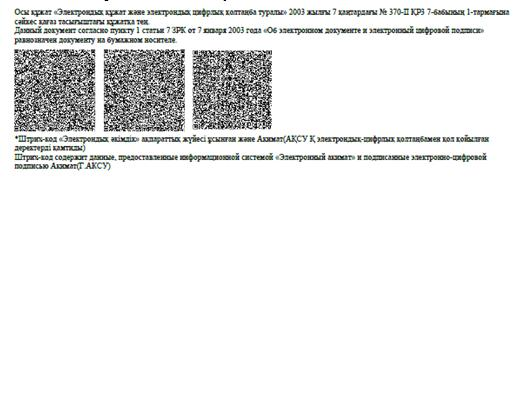 Осы құжат «Электрондық құжат және электрондық цифрлық қолтаңба туралы» 2003 жылғы 7 қаңтардағы № 370-II ҚРЗ 7-бабының 1-тармағына
сәйкес қағаз тасығыштағы құжатқа тең.
Данный документ согласно пункту 1 статьи 7 ЗРК от 7 января 2003 года «Об электронном документе и электронный цифровой подписи»
равнозначен документу на бумажном носителе.
*Штрих-код «Электрондық әкімдік» ақпараттық жүйесі ұсынған және Акимат(АҚСУ Қ электрондық-цифрлық қолтаңбамен қол қойылған
деректерді қамтиды)
Штрих-код содержит данные, предоставленные информационной системой «Электронный акимат» и подписанные электронно-цифровой
подписью Акимат(Г.АКСУ)